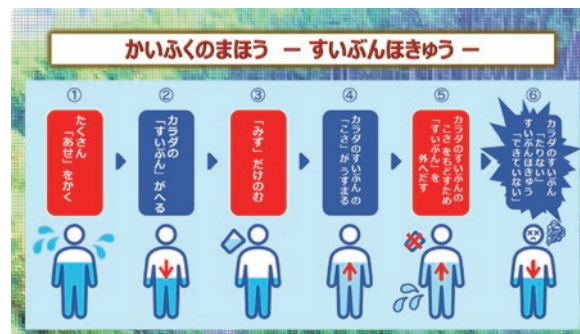 かいふくのまほう － すいぶんほきゅう －
①
たくさん
「あせ」をかく
②
カラダの
「すいぶん」がへる
③
「みず」だけのむ
④
カラダのすいぶんの
「こさ」がうすまる
⑤
カラダのすいぶんの
こさをもどすため
「すいぶん」を
外へだす
⑥
カラダのすいぶん
「たりない」
すいぶんほきゅう
「できていない」